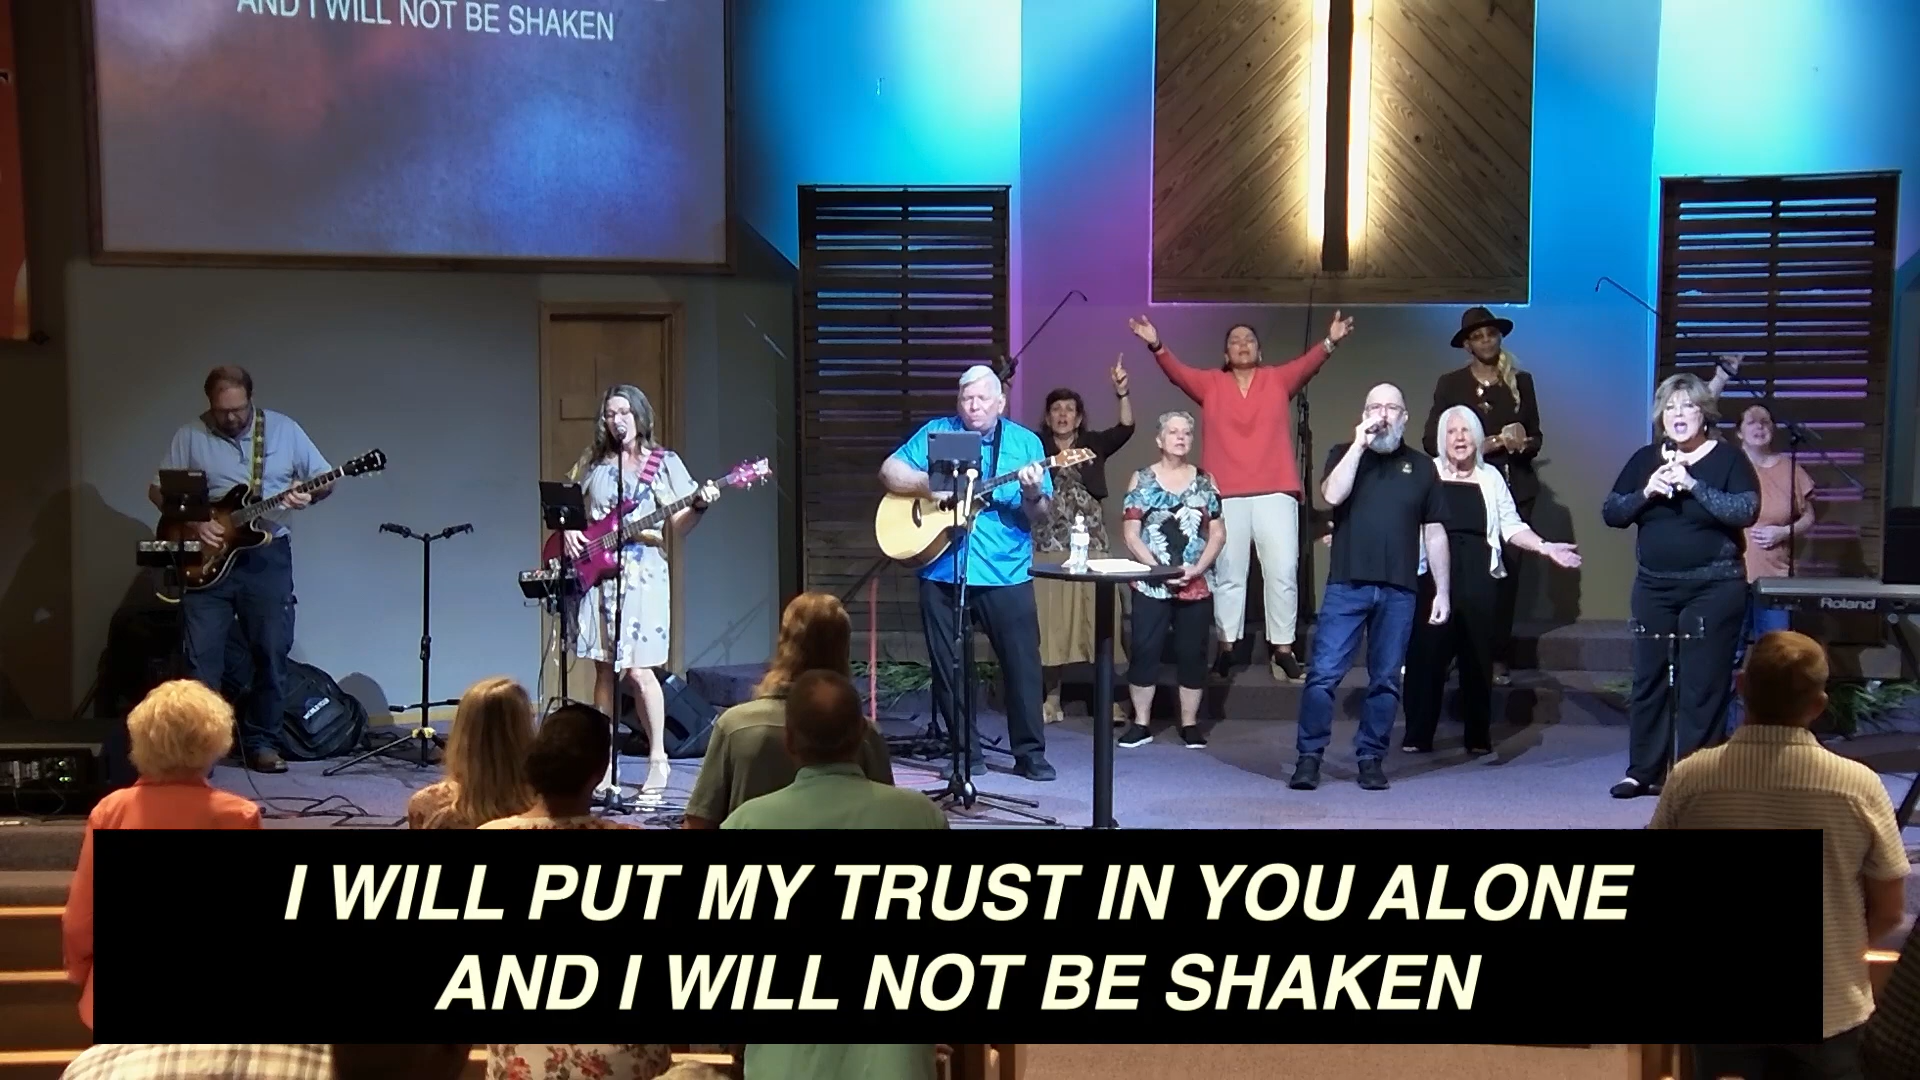 AND I WILL NOT BE SHAKEN
Roland
I WILL PUT MY TRUST IN YOU ALONE
AND I WILL NOT BE SHAKEN